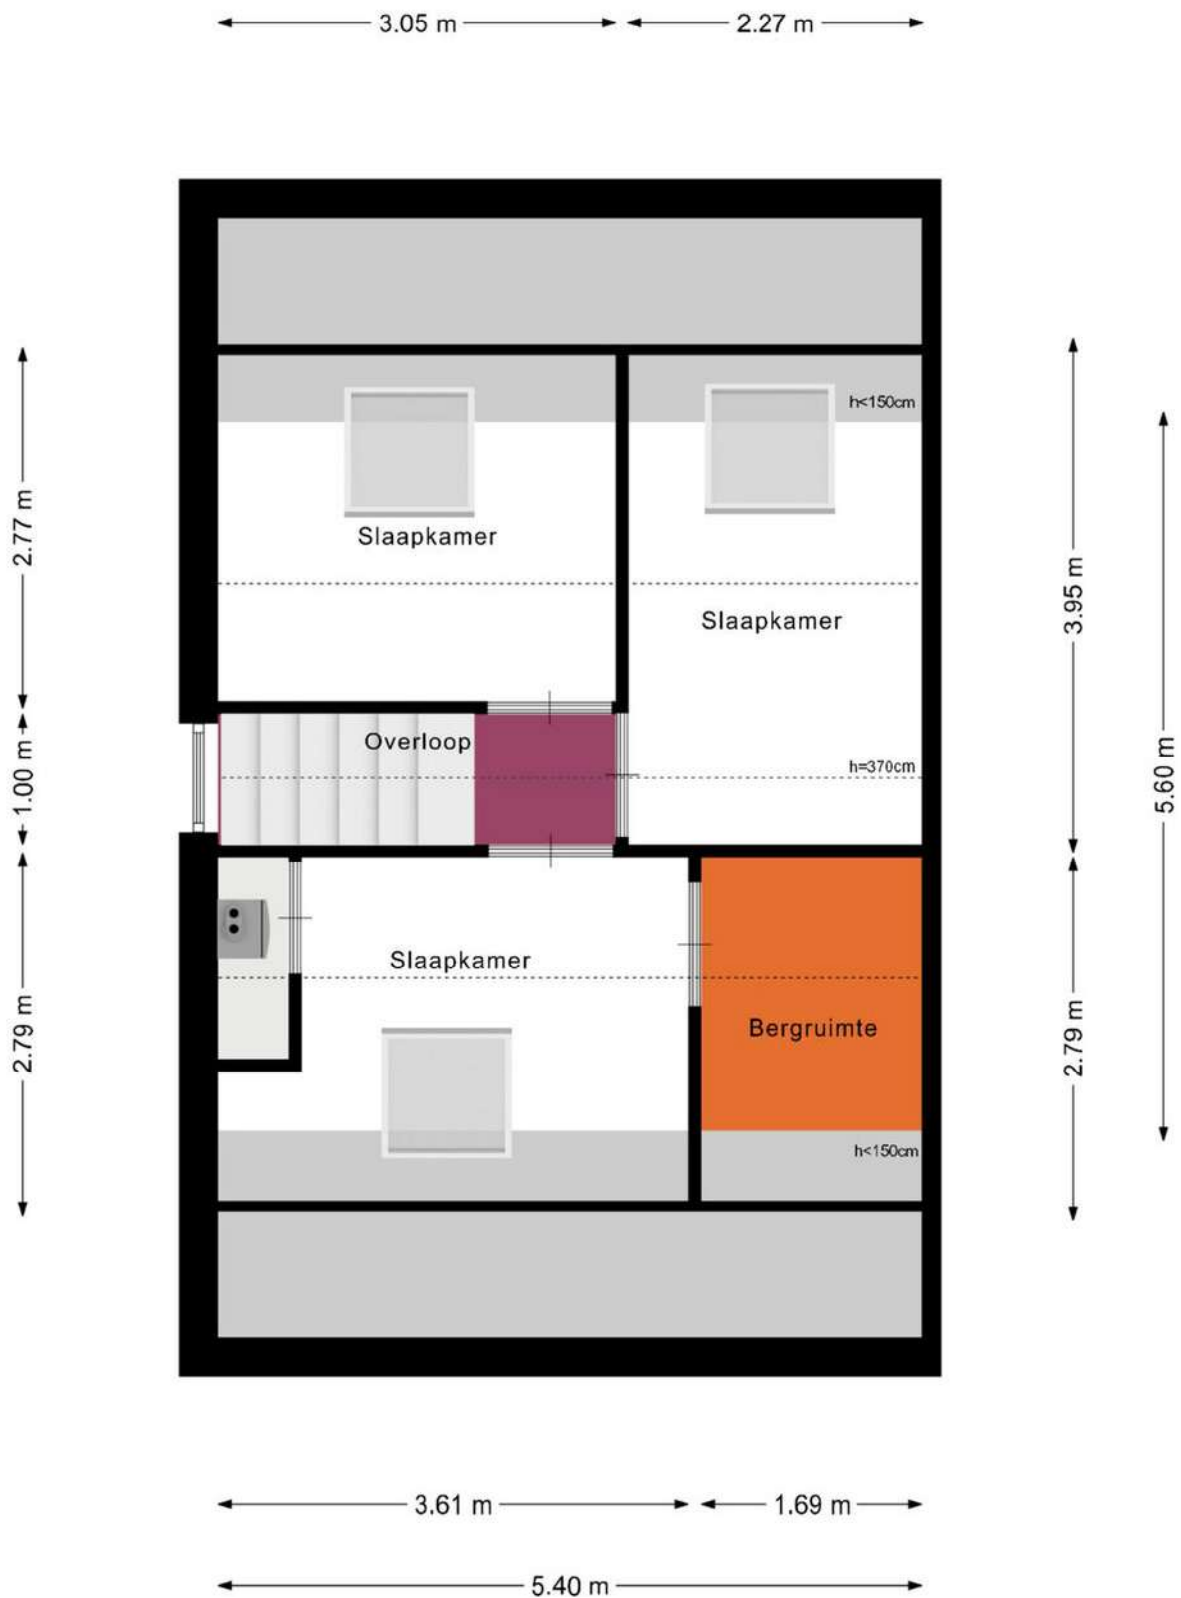 3.05 m
2.27 m
h<150cm
2.77 m
Slaapkamer
3.95 m
Slaapkamer
5.60 m
1.00 m
Overloop
h=370cm
Slaapkamer
2.79 m
Bergruimte
2.79 m
h<150cm
3.61 m
1.69 m
5.40 m